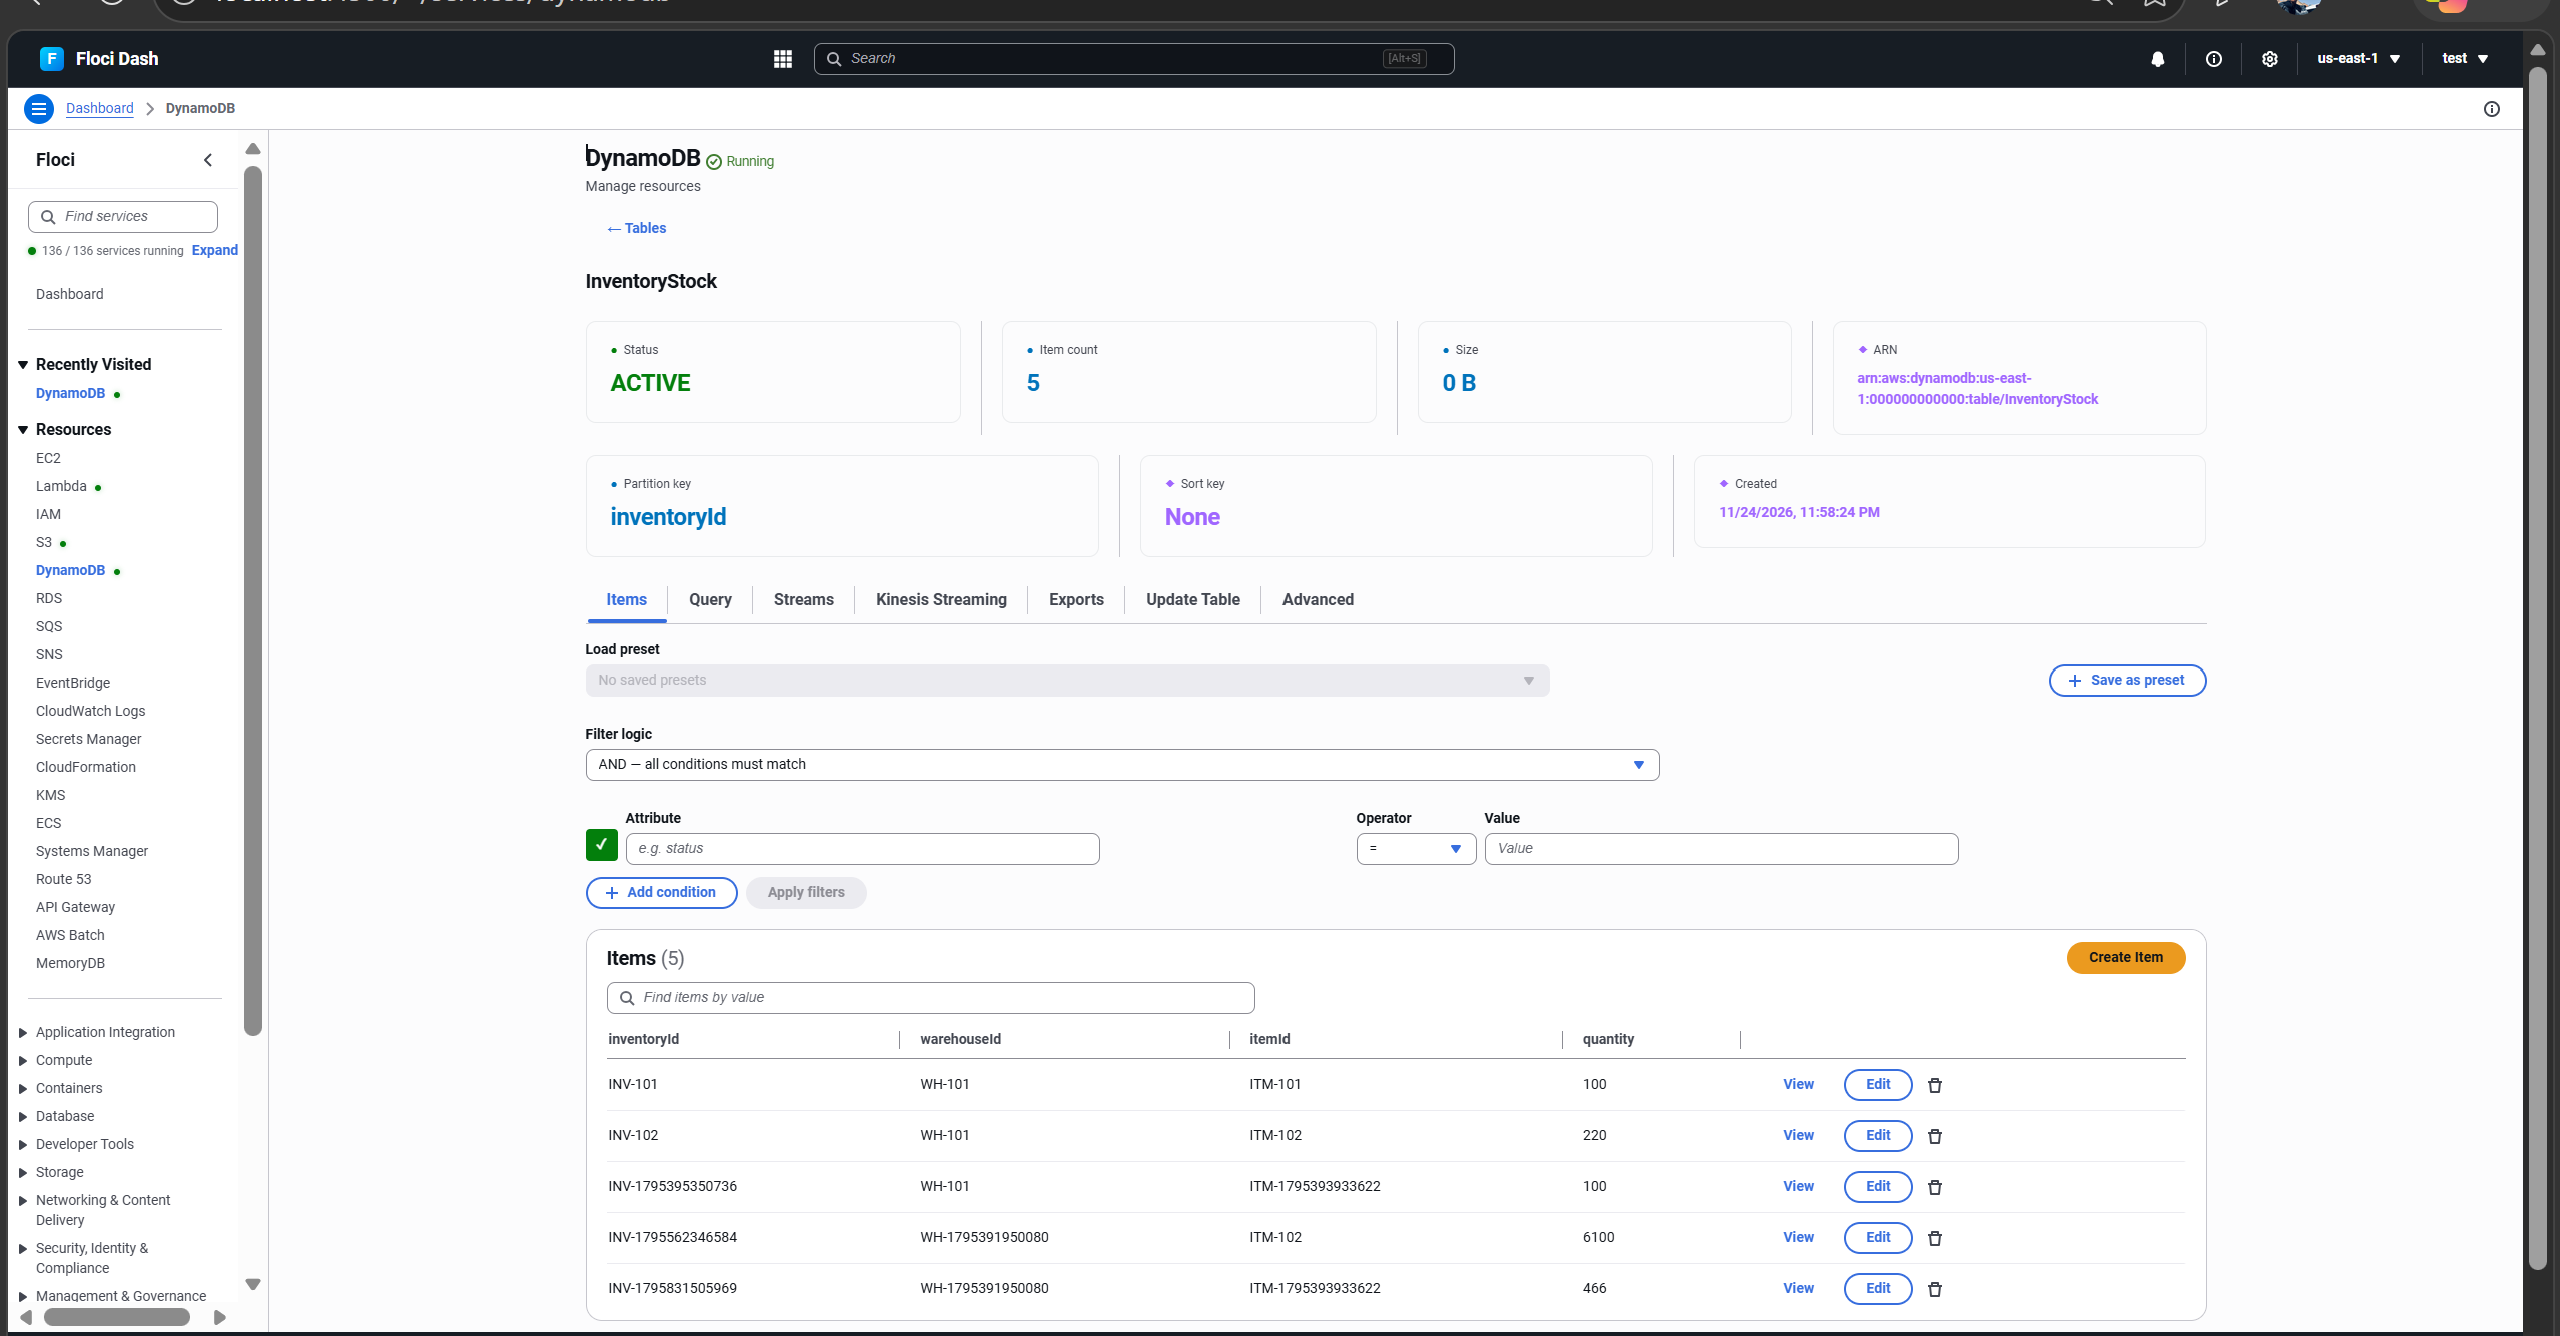 F Floci Dash
Search [Alt+S]
us-east-1
test
Dashboard DynamoDB
Floci
Find services
136 / 136 services running Expand
Dashboard
Recently Visited
DynamoDB
Resources
EC2
Lambda
IAM
S3
DynamoDB
RDS
SQS
SNS
EventBridge
CloudWatch Logs
Secrets Manager
CloudFormation
KMS
ECS
Systems Manager
Route 53
API Gateway
AWS Batch
MemoryDB
Application Integration
Compute
Containers
Database
Developer Tools
Storage
Networking & Content
Delivery
Security, Identity &
Compliance
Management & Governance
DynamoDB Running
Manage resources
← Tables
InventoryStock
Status
ACTIVE
Item count
5
Size
0 B
ARN
arn:aws:dynamodb:us-east-
1:000000000000:table/InventoryStock
Partition key
inventoryId
Sort key
None
Created
11/24/2026, 11:58:24 PM
Items Query Streams Kinesis Streaming Exports Update Table Advanced
Load preset
No saved presets
Save as preset
Filter logic
AND — all conditions must match
Attribute Operator Value
e.g. status = Value
Add condition Apply filters
Items (5) Create Item
Find items by value
inventoryId warehouseId itemId quantity
INV-101 WH-101 ITM-101 100 View Edit
INV-102 WH-101 ITM-102 220 View Edit
INV-1795395350736 WH-101 ITM-1795393933622 100 View Edit
INV-1795562346584 WH-1795391950080 ITM-102 6100 View Edit
INV-1795831505969 WH-1795391950080 ITM-1795393933622 466 View Edit